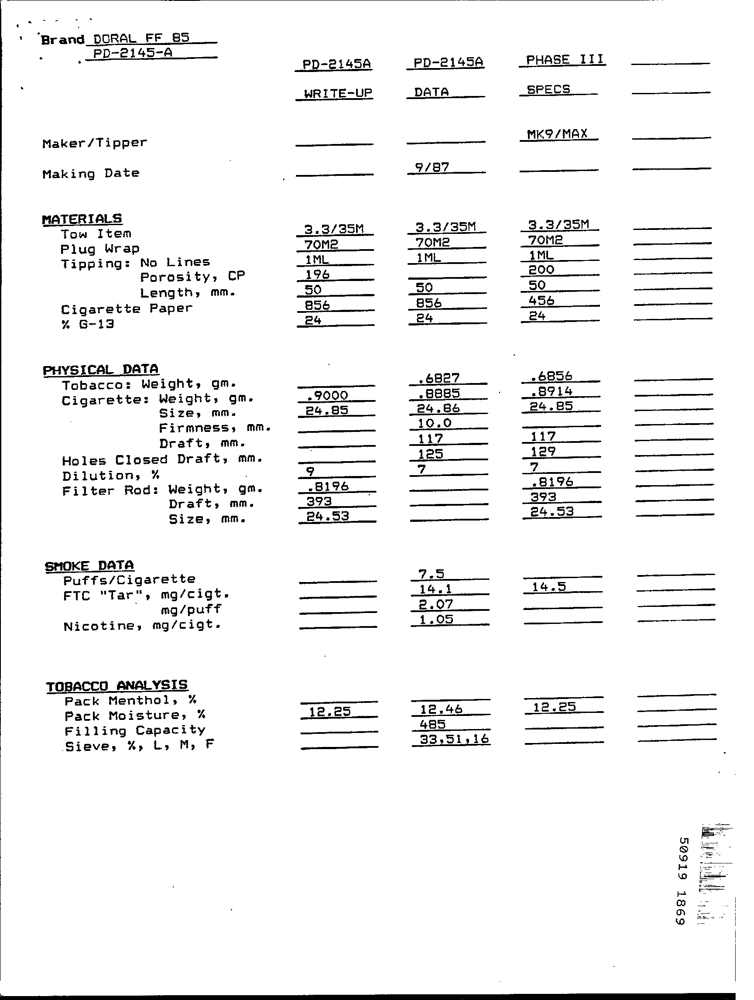 Brand DORAL FF 85
PD-2145-A
PD-2145A PD-2145A PHASE III
WRITE-UP DATA SPECS
Maker/Tipper MK9/MAX
Making Date 9/87
MATERIALS
Tow Item 3.3/35M 3.3/35M 3.3/35M
Plug Wrap 70M2 70M2 70M2
Tipping: No Lines 1ML 1ML 1ML
Porosity, CP 196 200
Length, mm. 50 50 50
Cigarette Paper 856 856 456
% G-13 24 24 24
PHYSICAL DATA
Tobacco: Weight, gm. .6827 .6856
Cigarette: Weight, gm. .9000 .8885 .8914
Size, mm. 24.85 24.86 24.85
Firmness, mm. 10.0
Draft, mm. 117 117
Holes Closed Draft, mm. 125 129
Dilution, % 9 7 7
Filter Rod: Weight, gm. .8196 .8196
Draft, mm. 393 393
Size, mm. 24.53 24.53
SMOKE DATA
Puffs/Cigarette 7.5
FTC "Tar", mg/cigt. 14.1 14.5
mg/puff 2.07
Nicotine, mg/cigt. 1.05
TOBACCO ANALYSIS
Pack Menthol, %
Pack Moisture, % 12.25 12.46 12.25
Filling Capacity 485
Sieve, %, L, M, F 33,51,16
50919 1869